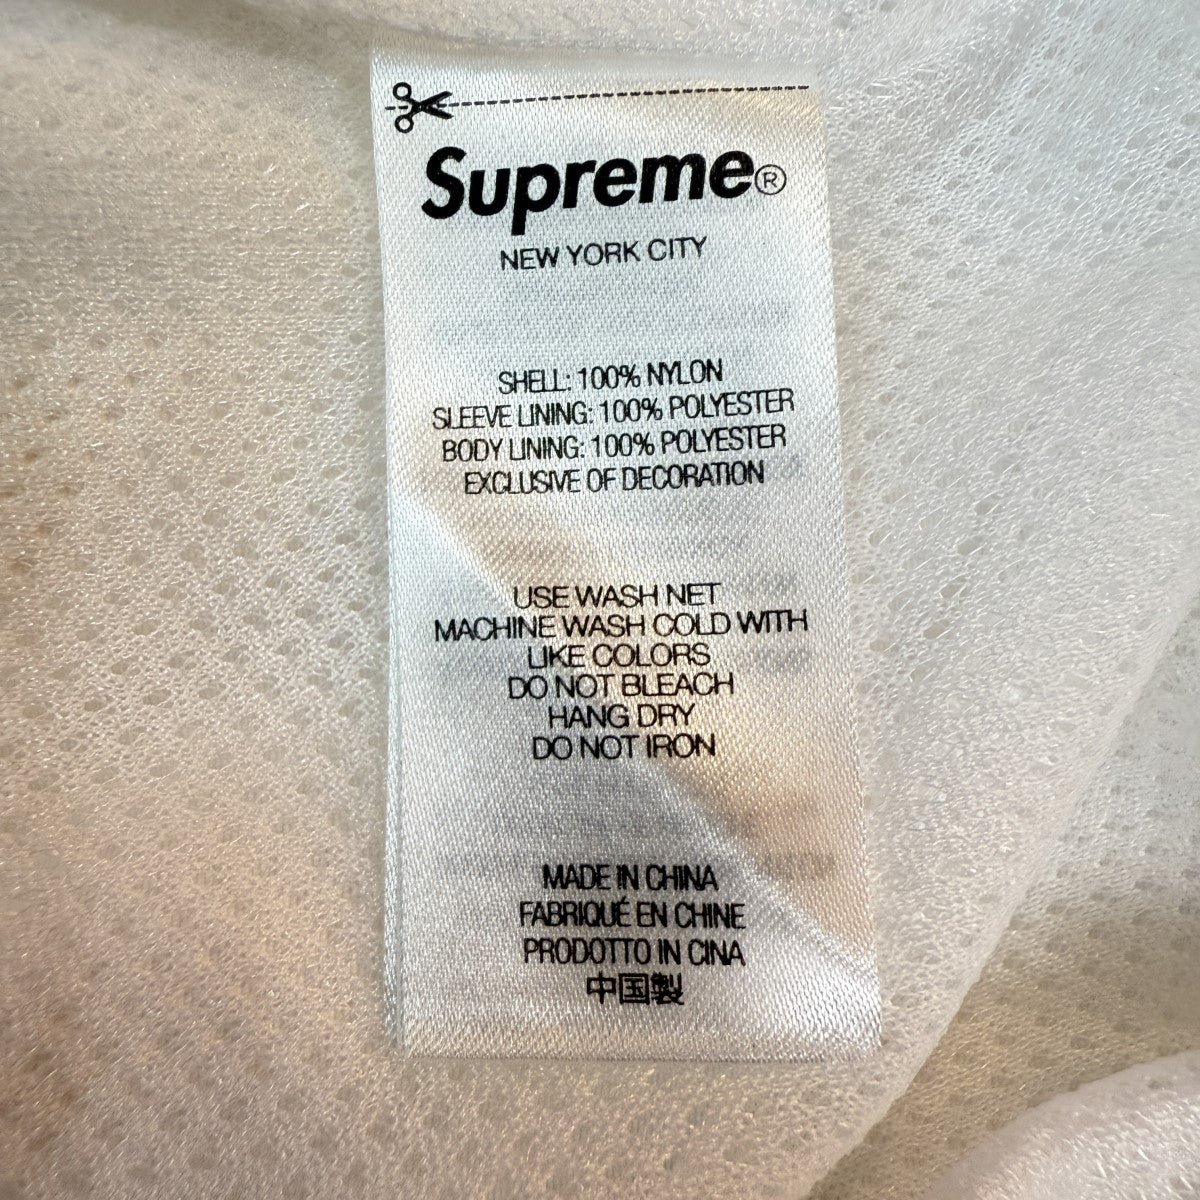 Supreme®
NEW YORK CITY
SHELL: 100% NYLON
SLEEVE LINING: 100% POLYESTER
BODY LINING: 100% POLYESTER
EXCLUSIVE OF DECORATION
USE WASH NET
MACHINE WASH COLD WITH
LIKE COLORS
DO NOT BLEACH
HANG DRY
DO NOT IRON
MADE IN CHINA
FABRIQUÉ EN CHINE
PRODOTTO IN CINA
中国製